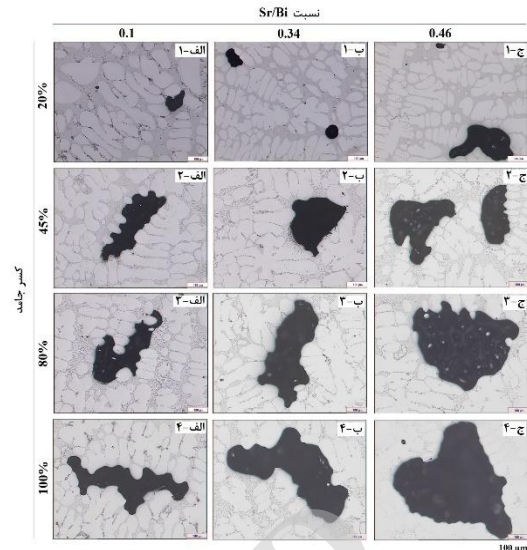 نسبت Sr/Bi
0.1 0.34 0.46
20%
الف-۱ ب-۱ ج-۱
45%
الف-۲ ب-۲ ج-۲
کسر جامد
80%
الف-۳ ب-۳ ج-۳
100%
الف-۴ ب-۴ ج-۴
100 µm